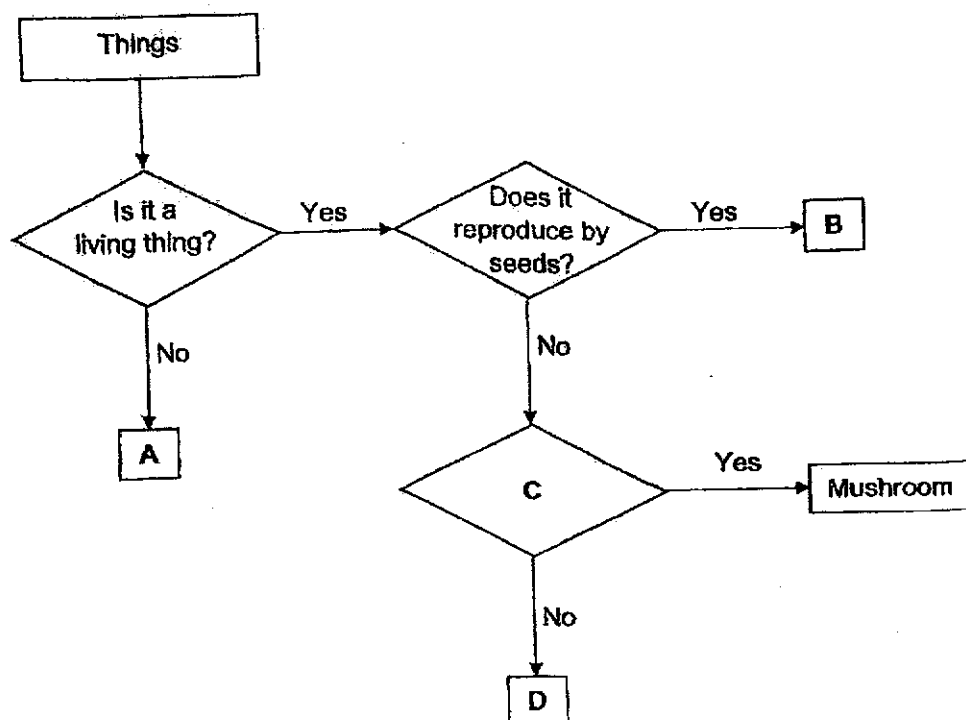 Things
Is it a
living thing?
Yes
Does it
reproduce by
seeds?
Yes
B
No
A
No
C
Yes
Mushroom
No
D